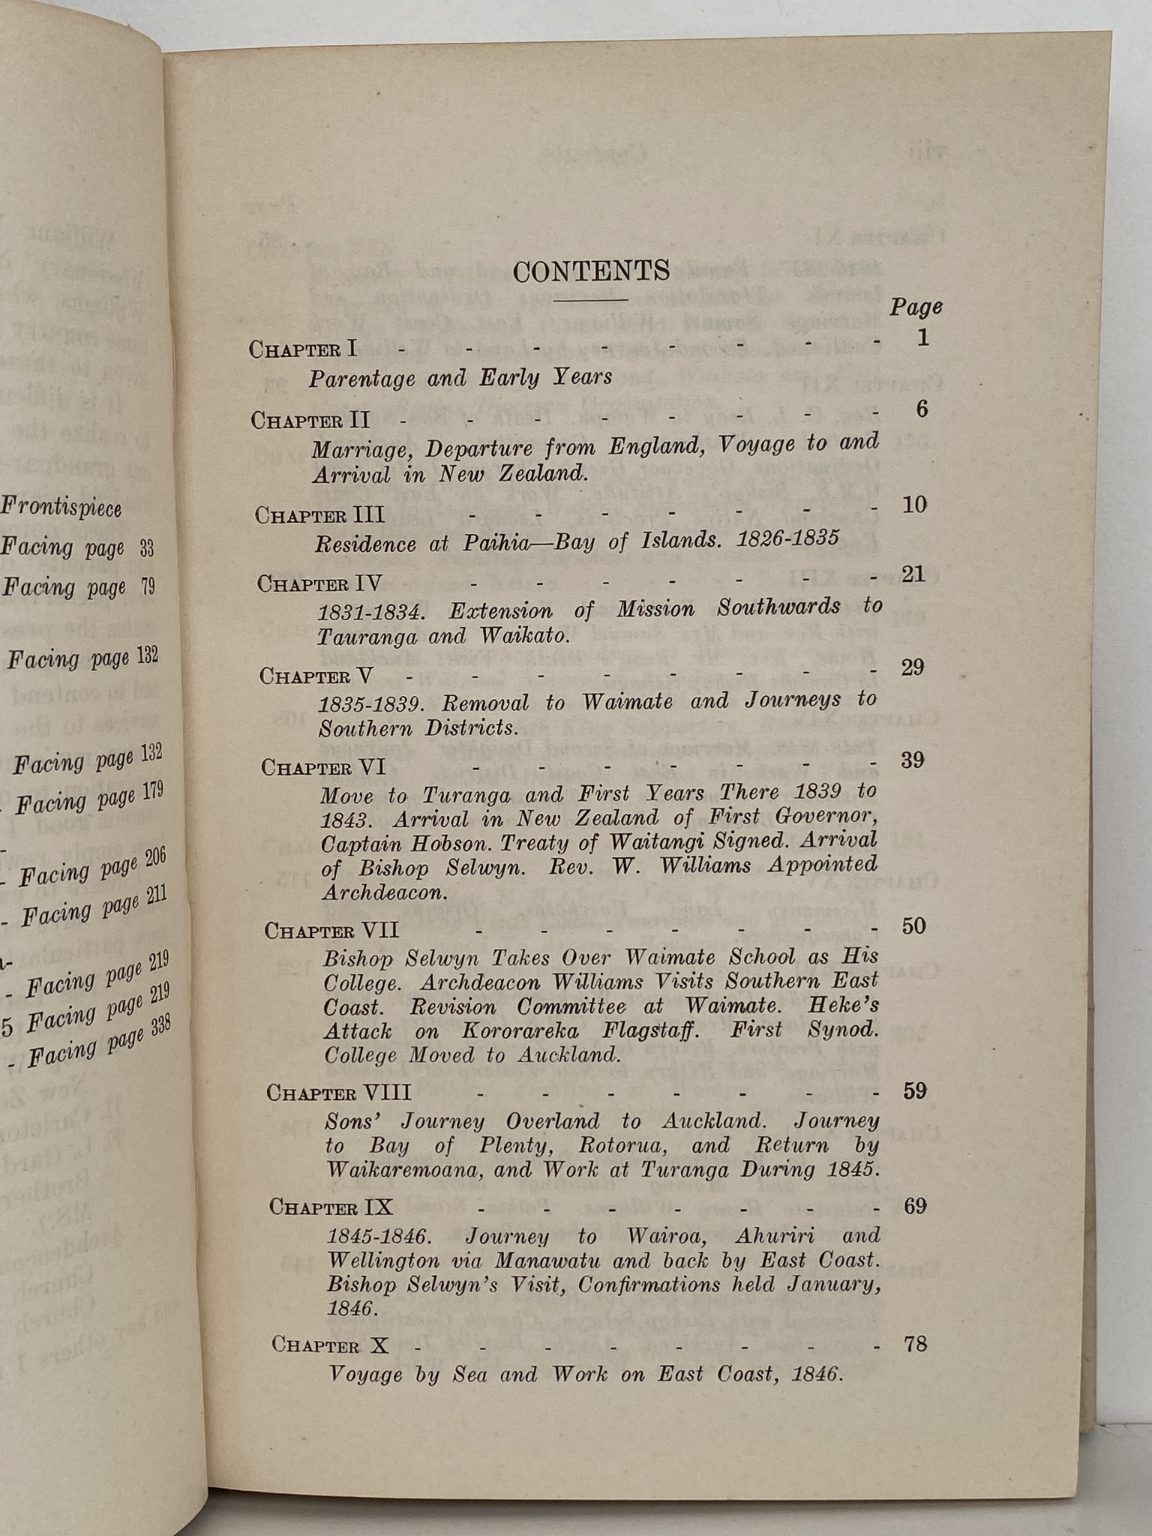 Frontispiece
Facing page 33
Facing page 79
Facing page 132
Facing page 132
Facing page 179
- Facing page 206
- Facing page 211
- Facing page 219
5 Facing page 219
- Facing page 338
CONTENTS
Page
CHAPTER I - - - - - - - - 1
Parentage and Early Years
CHAPTER II - - - - - - - - 6
Marriage, Departure from England, Voyage to and
Arrival in New Zealand.
CHAPTER III - - - - - - - 10
Residence at Paihia—Bay of Islands. 1826-1835
CHAPTER IV - - - - - - - 21
1831-1834. Extension of Mission Southwards to
Tauranga and Waikato.
CHAPTER V - - - - - - - - 29
1835-1839. Removal to Waimate and Journeys to
Southern Districts.
CHAPTER VI - - - - - - - 39
Move to Turanga and First Years There 1839 to
1843. Arrival in New Zealand of First Governor,
Captain Hobson. Treaty of Waitangi Signed. Arrival
of Bishop Selwyn. Rev. W. Williams Appointed
Archdeacon.
CHAPTER VII - - - - - - - 50
Bishop Selwyn Takes Over Waimate School as His
College. Archdeacon Williams Visits Southern East
Coast. Revision Committee at Waimate. Heke's
Attack on Kororareka Flagstaff. First Synod.
College Moved to Auckland.
CHAPTER VIII - - - - - - - 59
Sons' Journey Overland to Auckland. Journey
to Bay of Plenty, Rotorua, and Return by
Waikaremoana, and Work at Turanga During 1845.
CHAPTER IX - - - - - - - 69
1845-1846. Journey to Wairoa, Ahuriri and
Wellington via Manawatu and back by East Coast.
Bishop Selwyn's Visit, Confirmations held January,
1846.
CHAPTER X - - - - - - - - 78
Voyage by Sea and Work on East Coast, 1846.